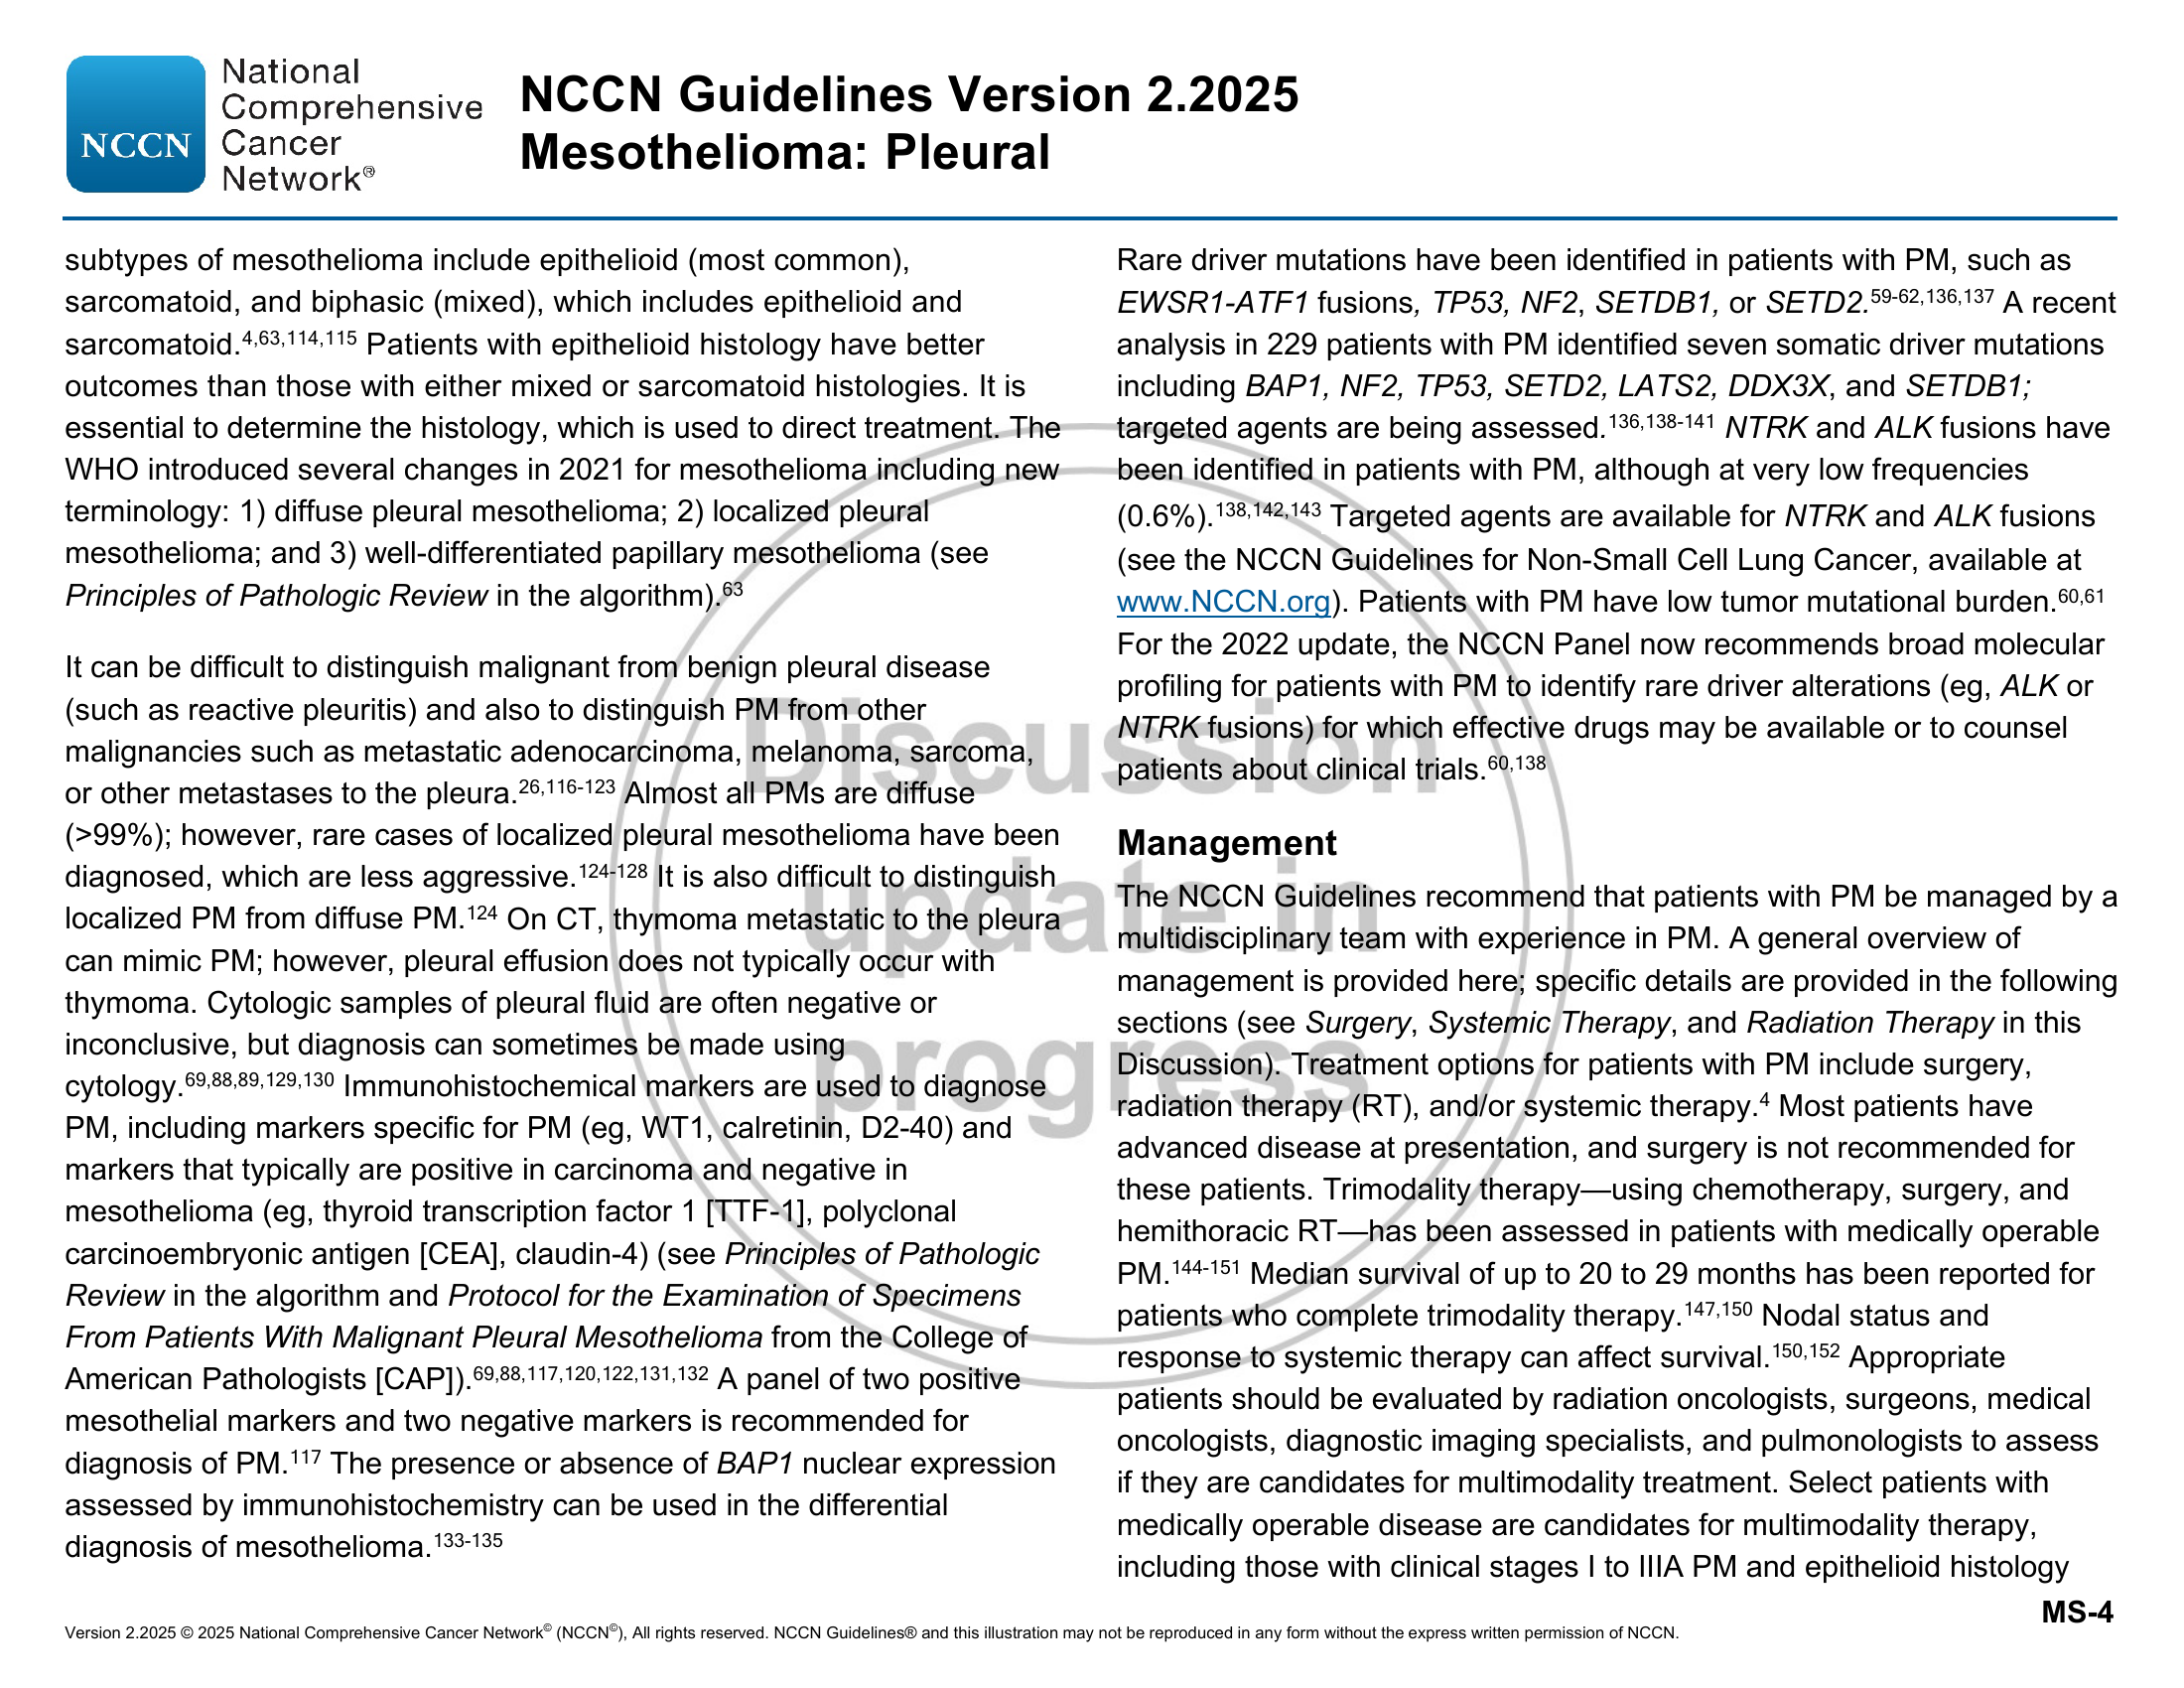 National
Comprehensive
Cancer
Network®
NCCN
NCCN Guidelines Version 2.2025
Mesothelioma: Pleural
subtypes of mesothelioma include epithelioid (most common),
sarcomatoid, and biphasic (mixed), which includes epithelioid and
sarcomatoid.4,63,114,115 Patients with epithelioid histology have better
outcomes than those with either mixed or sarcomatoid histologies. It is
essential to determine the histology, which is used to direct treatment. The
WHO introduced several changes in 2021 for mesothelioma including new
terminology: 1) diffuse pleural mesothelioma; 2) localized pleural
mesothelioma; and 3) well-differentiated papillary mesothelioma (see
Principles of Pathologic Review in the algorithm).63
It can be difficult to distinguish malignant from benign pleural disease
(such as reactive pleuritis) and also to distinguish PM from other
malignancies such as metastatic adenocarcinoma, melanoma, sarcoma,
or other metastases to the pleura.26,116-123 Almost all PMs are diffuse
(>99%); however, rare cases of localized pleural mesothelioma have been
diagnosed, which are less aggressive.124-128 It is also difficult to distinguish
localized PM from diffuse PM.124 On CT, thymoma metastatic to the pleura
can mimic PM; however, pleural effusion does not typically occur with
thymoma. Cytologic samples of pleural fluid are often negative or
inconclusive, but diagnosis can sometimes be made using
cytology.69,88,89,129,130 Immunohistochemical markers are used to diagnose
PM, including markers specific for PM (eg, WT1, calretinin, D2-40) and
markers that typically are positive in carcinoma and negative in
mesothelioma (eg, thyroid transcription factor 1 [TTF-1], polyclonal
carcinoembryonic antigen [CEA], claudin-4) (see Principles of Pathologic
Review in the algorithm and Protocol for the Examination of Specimens
From Patients With Malignant Pleural Mesothelioma from the College of
American Pathologists [CAP]).69,88,117,120,122,131,132 A panel of two positive
mesothelial markers and two negative markers is recommended for
diagnosis of PM.117 The presence or absence of BAP1 nuclear expression
assessed by immunohistochemistry can be used in the differential
diagnosis of mesothelioma.133-135
Rare driver mutations have been identified in patients with PM, such as
EWSR1-ATF1 fusions, TP53, NF2, SETDB1, or SETD2.59-62,136,137 A recent
analysis in 229 patients with PM identified seven somatic driver mutations
including BAP1, NF2, TP53, SETD2, LATS2, DDX3X, and SETDB1;
targeted agents are being assessed.136,138-141 NTRK and ALK fusions have
been identified in patients with PM, although at very low frequencies
(0.6%).138,142,143 Targeted agents are available for NTRK and ALK fusions
(see the NCCN Guidelines for Non-Small Cell Lung Cancer, available at
www.NCCN.org). Patients with PM have low tumor mutational burden.60,61
For the 2022 update, the NCCN Panel now recommends broad molecular
profiling for patients with PM to identify rare driver alterations (eg, ALK or
NTRK fusions) for which effective drugs may be available or to counsel
patients about clinical trials.60,138
Management
The NCCN Guidelines recommend that patients with PM be managed by a
multidisciplinary team with experience in PM. A general overview of
management is provided here; specific details are provided in the following
sections (see Surgery, Systemic Therapy, and Radiation Therapy in this
Discussion). Treatment options for patients with PM include surgery,
radiation therapy (RT), and/or systemic therapy.4 Most patients have
advanced disease at presentation, and surgery is not recommended for
these patients. Trimodality therapy—using chemotherapy, surgery, and
hemithoracic RT—has been assessed in patients with medically operable
PM.144-151 Median survival of up to 20 to 29 months has been reported for
patients who complete trimodality therapy.147,150 Nodal status and
response to systemic therapy can affect survival.150,152 Appropriate
patients should be evaluated by radiation oncologists, surgeons, medical
oncologists, diagnostic imaging specialists, and pulmonologists to assess
if they are candidates for multimodality treatment. Select patients with
medically operable disease are candidates for multimodality therapy,
including those with clinical stages I to IIIA PM and epithelioid histology
Discussion
update in
progress
MS-4
Version 2.2025 © 2025 National Comprehensive Cancer Network© (NCCN©), All rights reserved. NCCN Guidelines® and this illustration may not be reproduced in any form without the express written permission of NCCN.